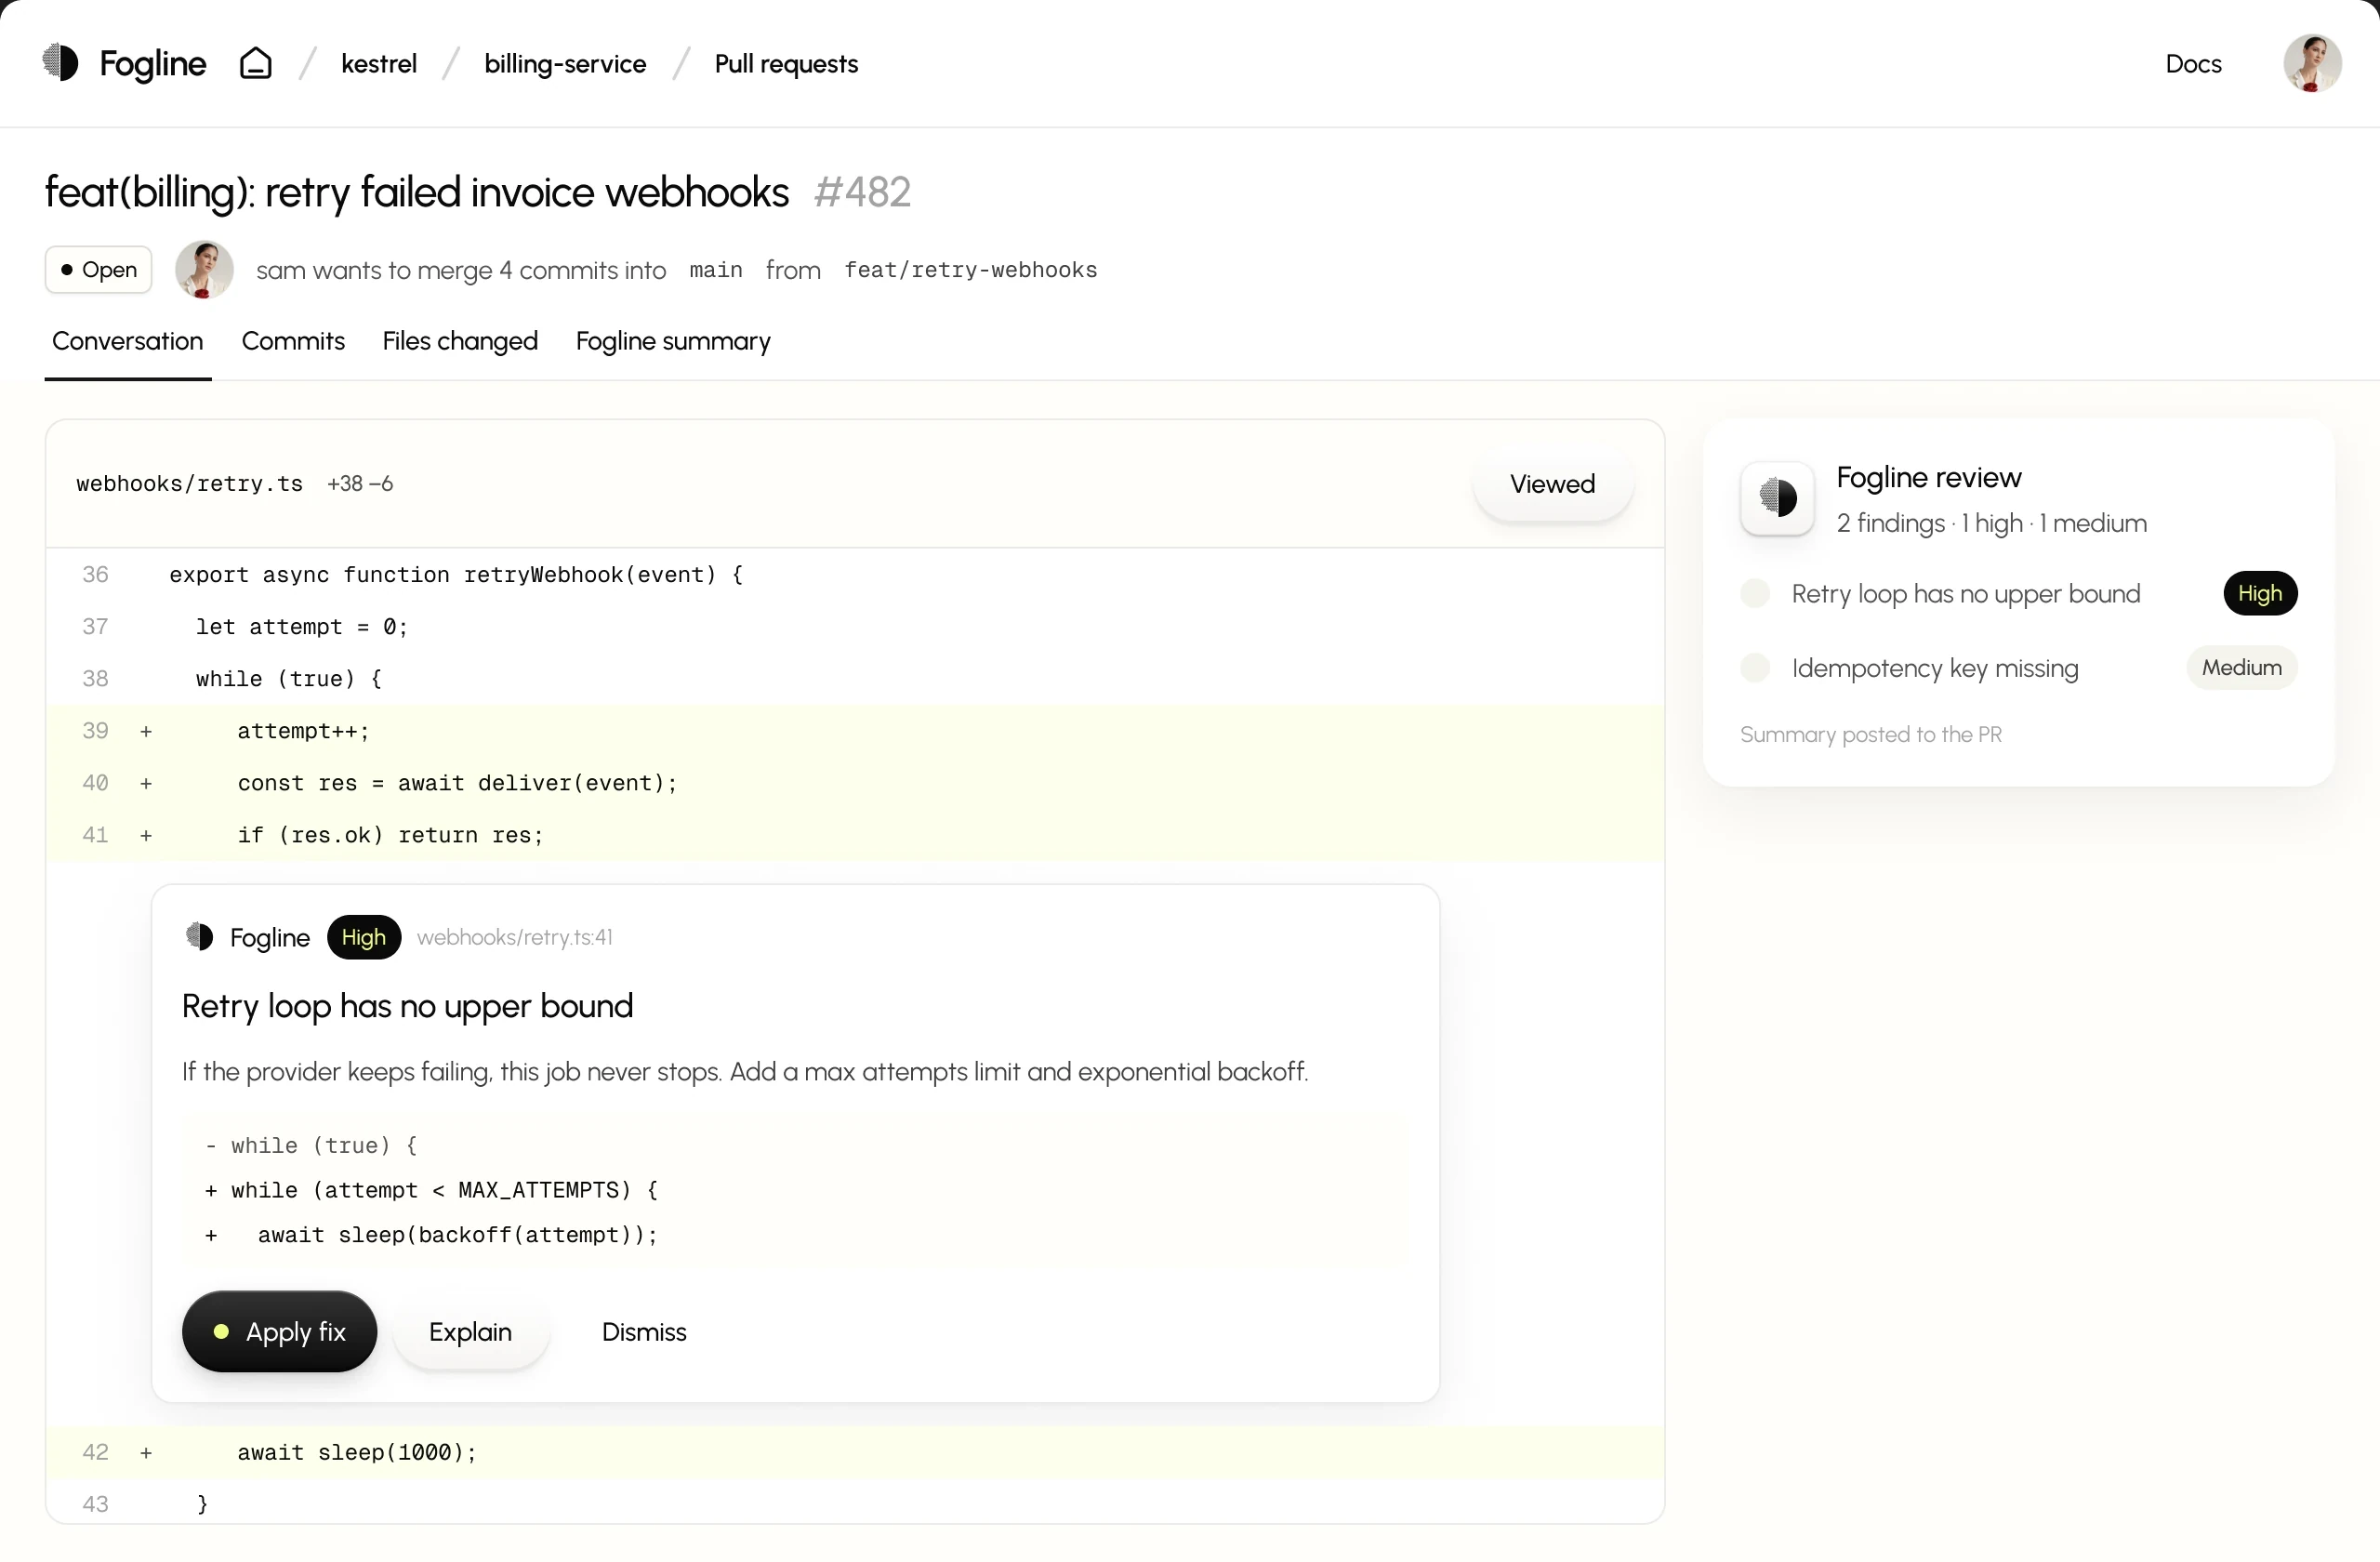 Fogline / kestrel / billing-service / Pull requests Docs
feat(billing): retry failed invoice webhooks #482
Open sam wants to merge 4 commits into main from feat/retry-webhooks
Conversation Commits Files changed Fogline summary
webhooks/retry.ts +38 –6 Viewed
36 export async function retryWebhook(event) {
37 let attempt = 0;
38 while (true) {
39 + attempt++;
40 + const res = await deliver(event);
41 + if (res.ok) return res;
Fogline High webhooks/retry.ts:41
Retry loop has no upper bound
If the provider keeps failing, this job never stops. Add a max attempts limit and exponential backoff.
- while (true) {
+ while (attempt < MAX_ATTEMPTS) {
+ await sleep(backoff(attempt));
Apply fix Explain Dismiss
42 + await sleep(1000);
43 }
Fogline review
2 findings · 1 high · 1 medium
Retry loop has no upper bound High
Idempotency key missing Medium
Summary posted to the PR